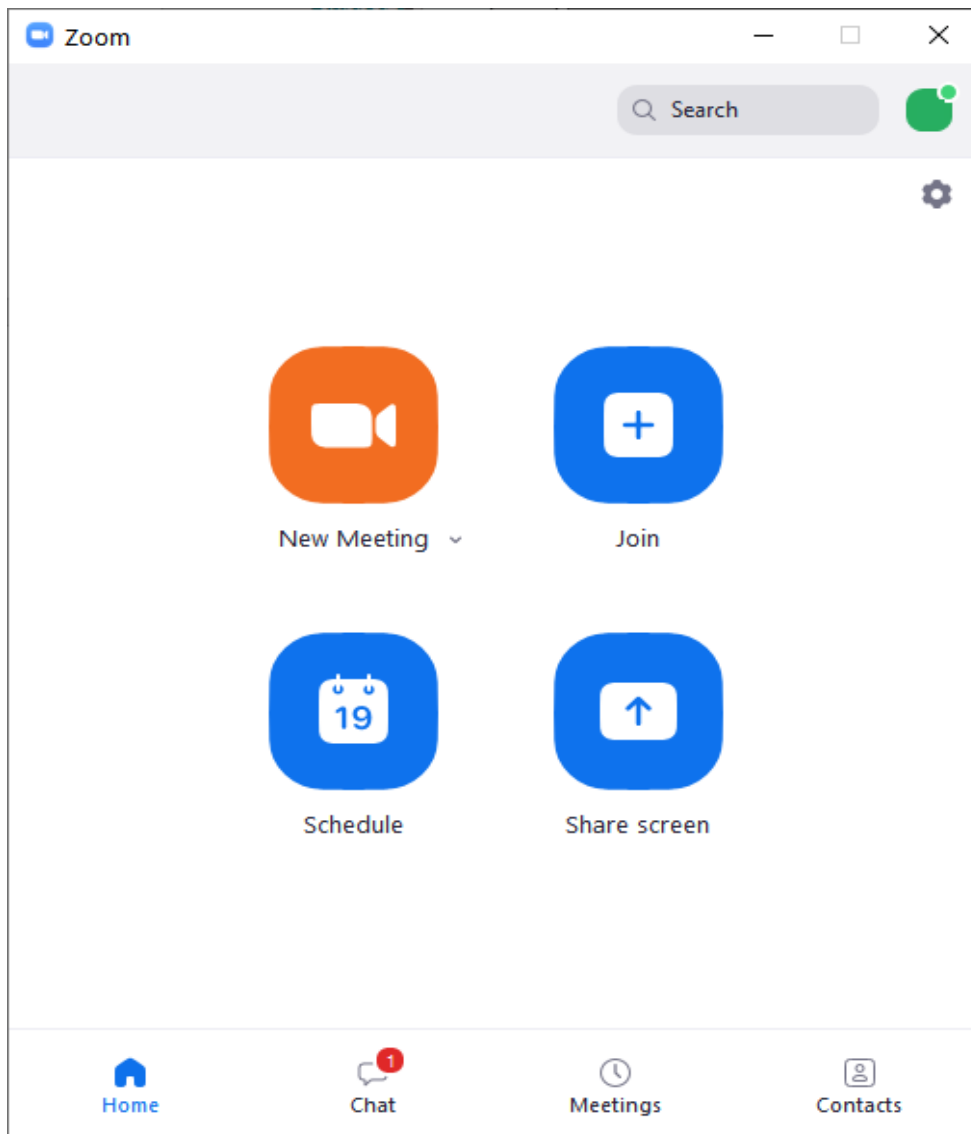 Zoom
Search
New Meeting
Join
19
Schedule
Share screen
1
Home
Chat
Meetings
Contacts